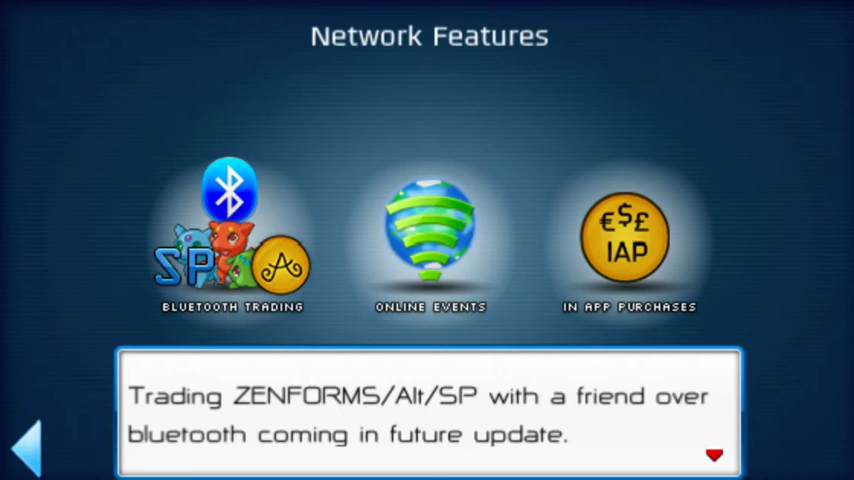 Network Features
SP
€$£
IAP
BLUETOOTH TRADING
ONLINE EVENTS
IN APP PURCHASES
Trading ZENFORMS/Alt/SP with a friend over
bluetooth coming in future update.